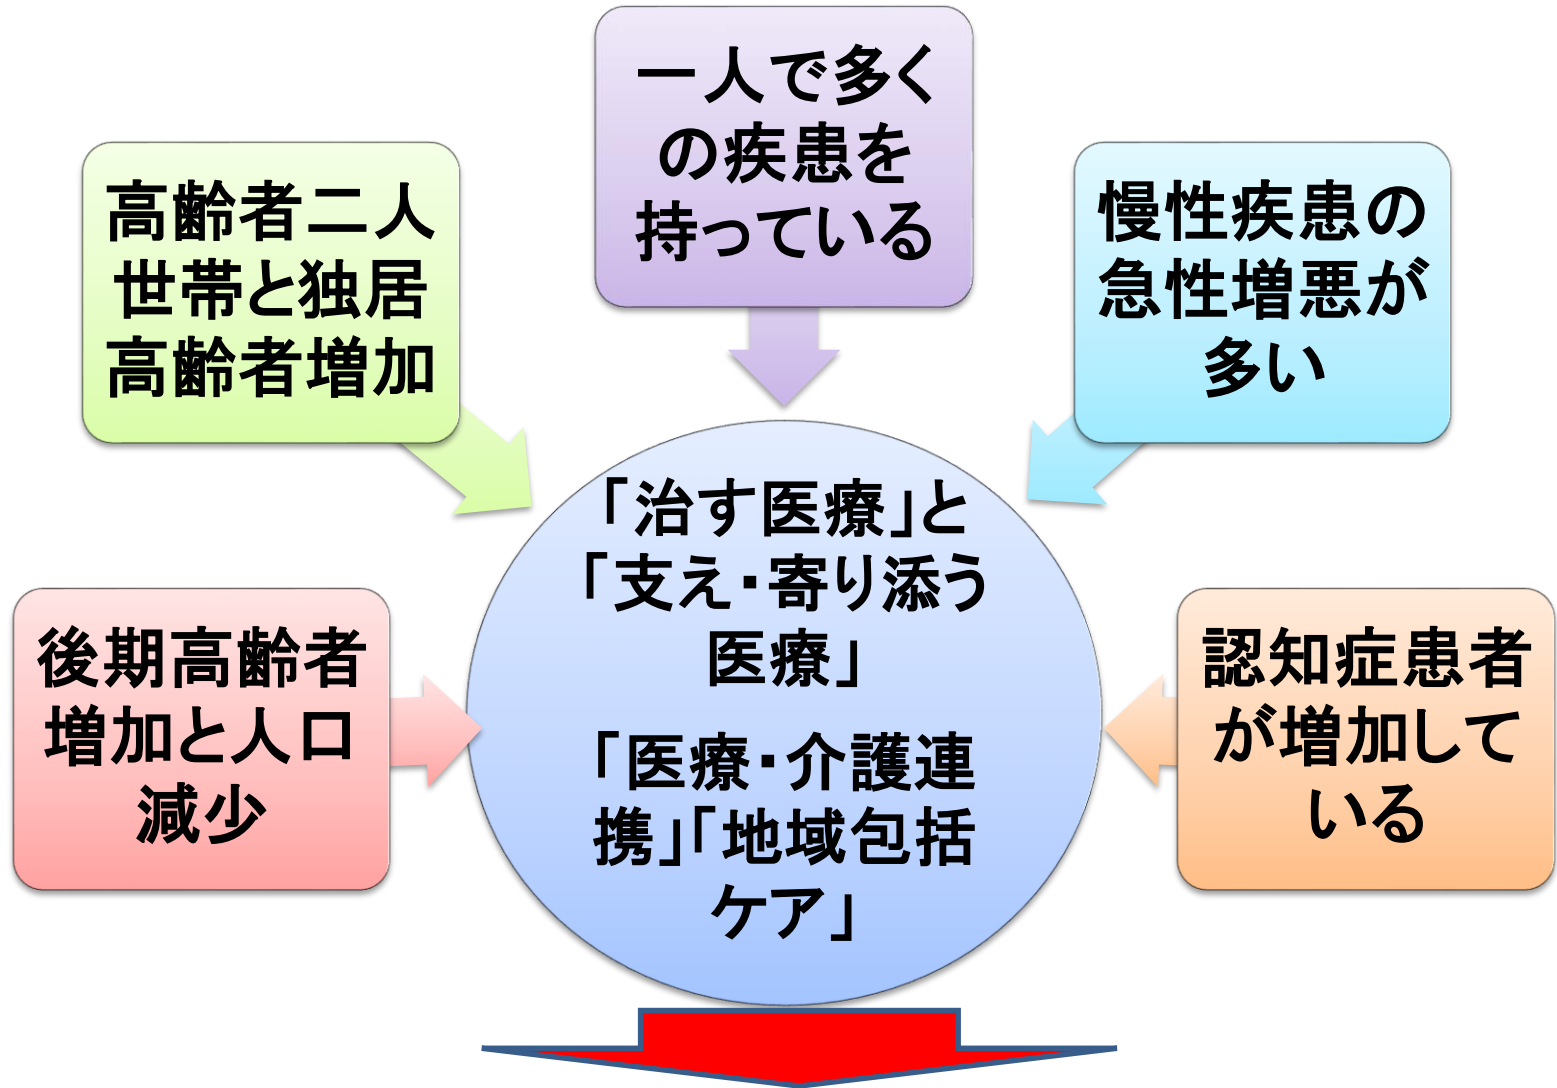 一人で多く
の疾患を
持っている
高齢者二人
世帯と独居
高齢者増加
慢性疾患の
急性増悪が
多い
「治す医療」と
「支え・寄り添う
医療」
「医療・介護連
携」「地域包括
ケア」
後期高齢者
増加と人口
減少
認知症患者
が増加して
いる